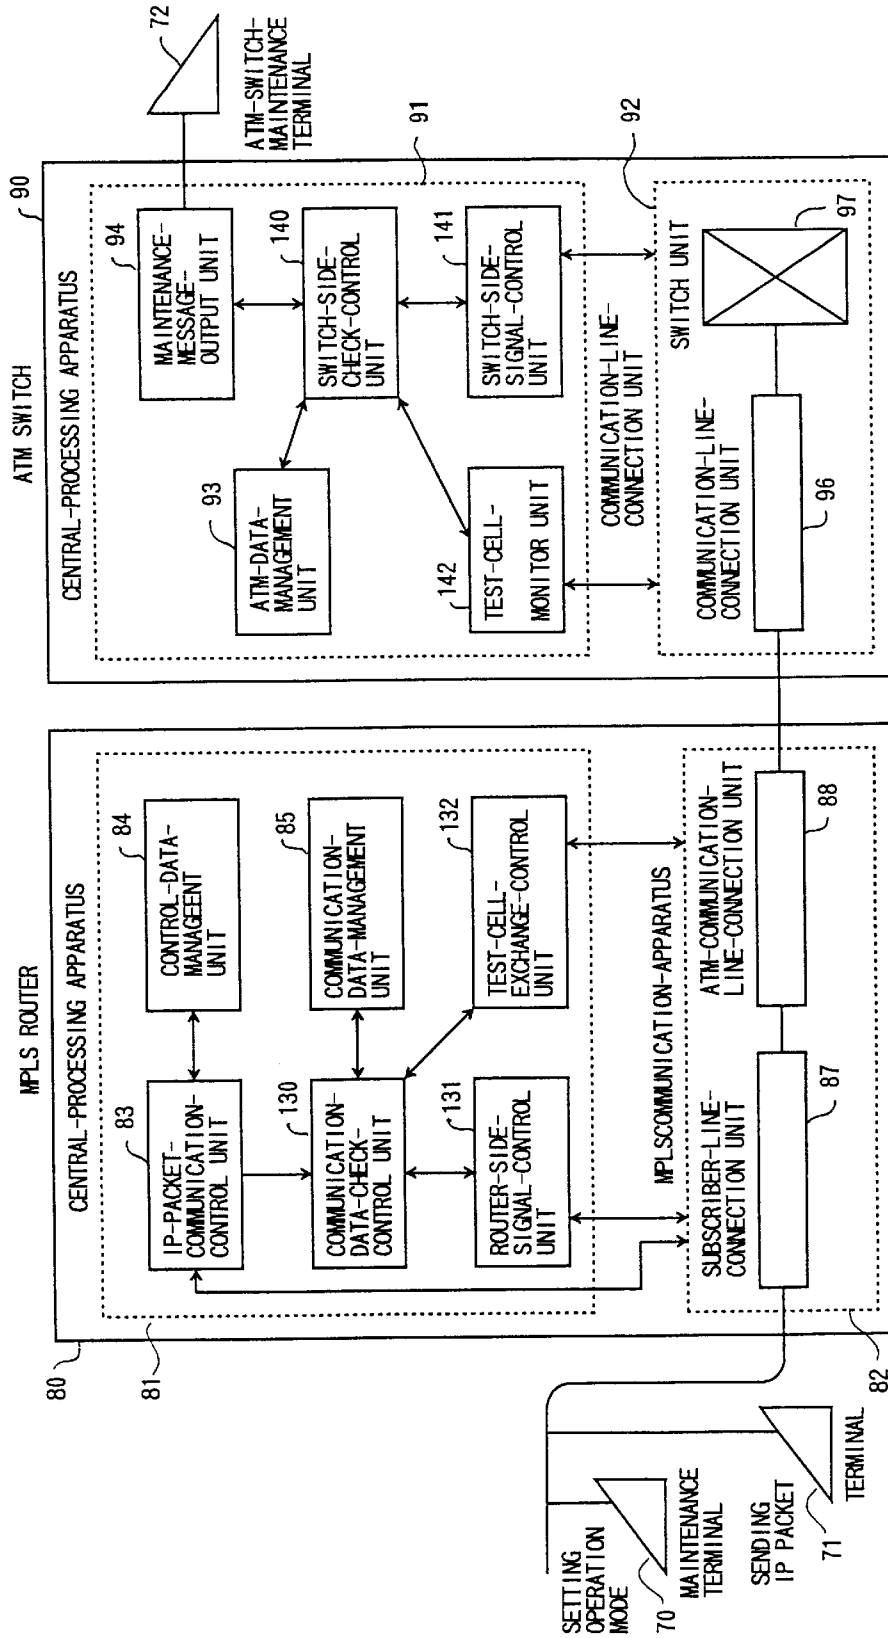 MPLS ROUTER
80
81
CENTRAL-PROCESSING APPARATUS
83
IP-PACKET-
COMMUNICATION-
CONTROL UNIT
84
CONTROL-DATA-
MANAGEENT
UNIT
130
COMMUNICATION-
DATA-CHECK-
CONTROL UNIT
85
COMMUNICATION-
DATA-MANAGEMENT
UNIT
131
ROUTER-SIDE-
SIGNAL-CONTROL
UNIT
132
TEST-CELL-
EXCHANGE-CONTROL
UNIT
MPLSCOMMUNICATION-APPARATUS
SUBSCRIBER-LINE-
CONNECTION UNIT
87
ATM-COMMUNICATION-
LINE-CONNECTION UNIT
88
82
SETTING
OPERATION
MODE
70
MAINTENANCE
TERMINAL
SENDING
IP PACKET
71
TERMINAL
ATM SWITCH
90
CENTRAL-PROCESSING APPARATUS
94
MAINTENANCE-
MESSAGE-
OUTPUT UNIT
72
ATM-SWITCH-
MAINTENANCE
TERMINAL
93
ATM-DATA-
MANAGEMENT
UNIT
140
SWITCH-SIDE-
CHECK-CONTROL
UNIT
91
142
TEST-CELL-
MONITOR UNIT
141
SWITCH-SIDE-
SIGNAL-CONTROL
UNIT
COMMUNICATION-LINE-
CONNECTION UNIT
92
COMMUNICATION-LINE-
CONNECTION UNIT
96
SWITCH UNIT
97